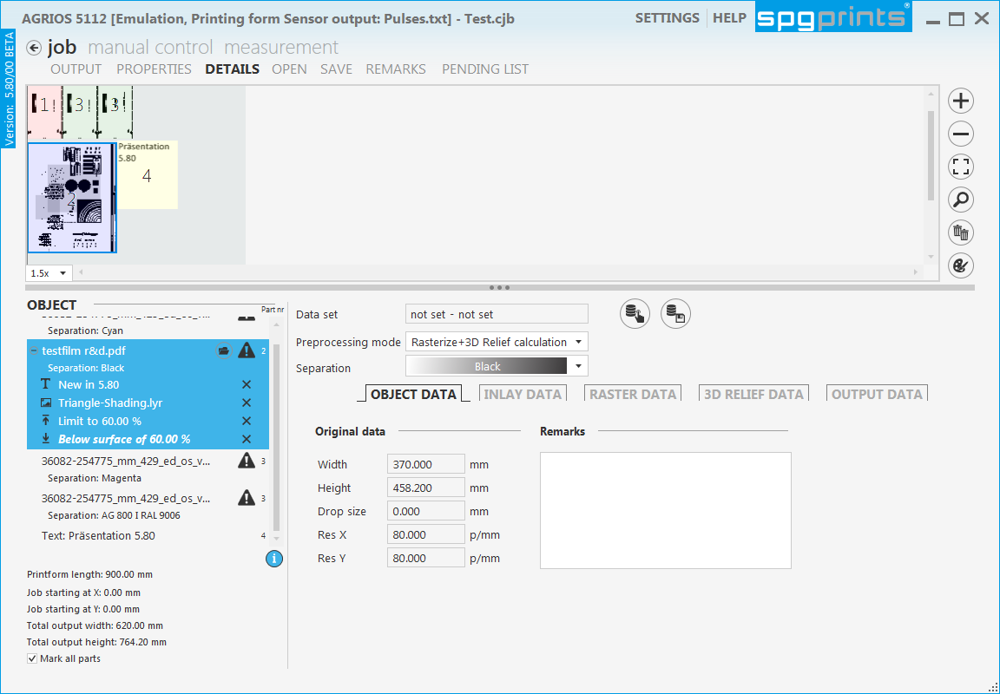 AGRIOS 5112 [Emulation, Printing form Sensor output: Pulses.txt] - Test.cjb
SETTINGS
HELP
spgprints®
Version: 5.80/00 BETA
job
manual control
measurement
OUTPUT
PROPERTIES
DETAILS
OPEN
SAVE
REMARKS
PENDING LIST
1
3
3
Präsentation
5.80
4
2
1.5x
OBJECT
Part nr
Separation: Cyan
testfilm r&d.pdf
2
Separation: Black
New in 5.80
Triangle-Shading.lyr
Limit to 60.00 %
Below surface of 60.00 %
36082-254775_mm_429_ed_os_v...
3
Separation: Magenta
36082-254775_mm_429_ed_os_v...
3
Separation: AG 800 I RAL 9006
Text: Präsentation 5.80
4
Printform length: 900.00 mm
Job starting at X: 0.00 mm
Job starting at Y: 0.00 mm
Total output width: 620.00 mm
Total output height: 764.20 mm
Mark all parts
Data set
not set - not set
Preprocessing mode
Rasterize+3D Relief calculation
Separation
Black
OBJECT DATA
INLAY DATA
RASTER DATA
3D RELIEF DATA
OUTPUT DATA
Original data
Remarks
Width
370.000
mm
Height
458.200
mm
Drop size
0.000
mm
Res X
80.000
p/mm
Res Y
80.000
p/mm